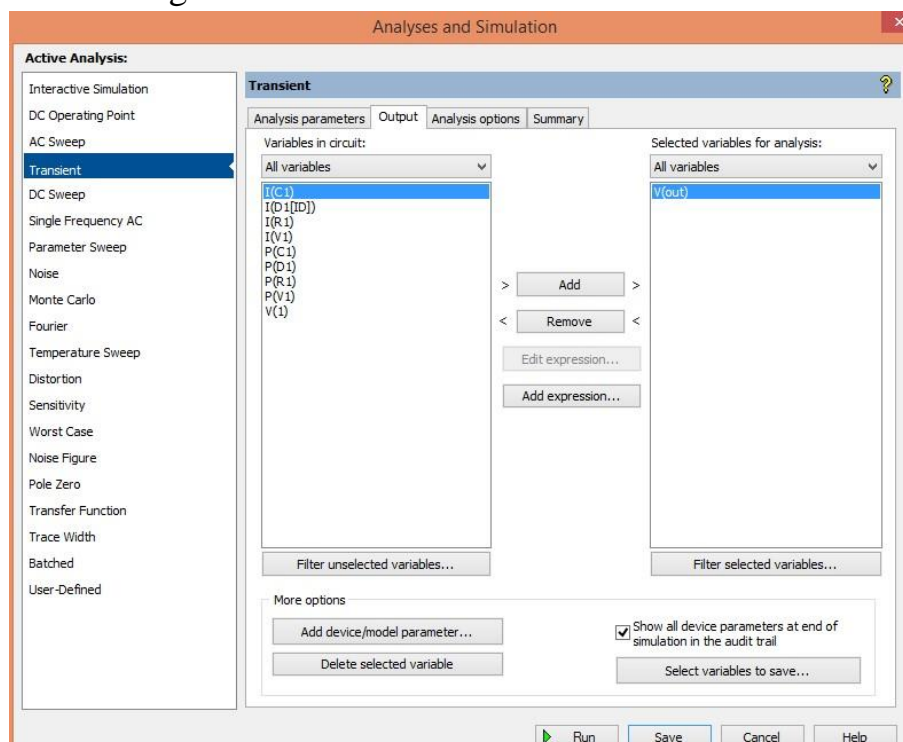 Analyses and Simulation
Active Analysis:
Interactive Simulation
DC Operating Point
AC Sweep
Transient
DC Sweep
Single Frequency AC
Parameter Sweep
Noise
Monte Carlo
Fourier
Temperature Sweep
Distortion
Sensitivity
Worst Case
Noise Figure
Pole Zero
Transfer Function
Trace Width
Batched
User-Defined
Transient
Analysis parameters Output Analysis options Summary
Variables in circuit:
All variables
I(C1)
I(D1[ID])
I(R1)
I(V1)
P(C1)
P(D1)
P(R1)
P(V1)
V(1)
Filter unselected variables...
> Add >
< Remove <
Edit expression...
Add expression...
Selected variables for analysis:
All variables
V(out)
Filter selected variables...
More options
Add device/model parameter...
Delete selected variable
Show all device parameters at end of
simulation in the audit trail
Select variables to save...
Run Save Cancel Help